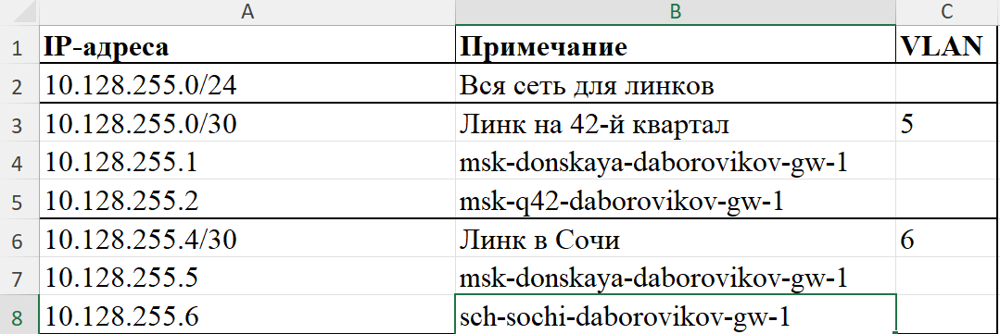 A B C
1 IP-адреса Примечание VLAN
2 10.128.255.0/24 Вся сеть для линков
3 10.128.255.0/30 Линк на 42-й квартал 5
4 10.128.255.1 msk-donskaya-daborovikov-gw-1
5 10.128.255.2 msk-q42-daborovikov-gw-1
6 10.128.255.4/30 Линк в Сочи 6
7 10.128.255.5 msk-donskaya-daborovikov-gw-1
8 10.128.255.6 sch-sochi-daborovikov-gw-1